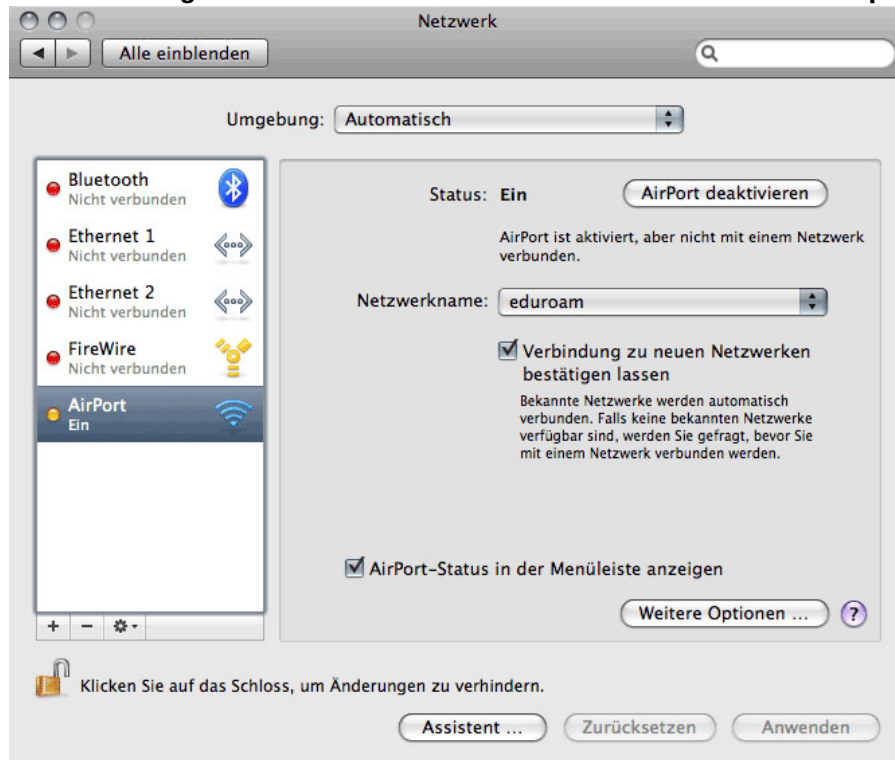 Netzwerk
Alle einblenden
Umgebung: Automatisch
Bluetooth
Nicht verbunden
Ethernet 1
Nicht verbunden
Ethernet 2
Nicht verbunden
FireWire
Nicht verbunden
AirPort
Ein
Status: Ein AirPort deaktivieren
AirPort ist aktiviert, aber nicht mit einem Netzwerk
verbunden.
Netzwerkname: eduroam
Verbindung zu neuen Netzwerken
bestätigen lassen
Bekannte Netzwerke werden automatisch
verbunden. Falls keine bekannten Netzwerke
verfügbar sind, werden Sie gefragt, bevor Sie
mit einem Netzwerk verbunden werden.
AirPort-Status in der Menüleiste anzeigen
Weitere Optionen ... ?
Klicken Sie auf das Schloss, um Änderungen zu verhindern.
Assistent ... Zurücksetzen Anwenden